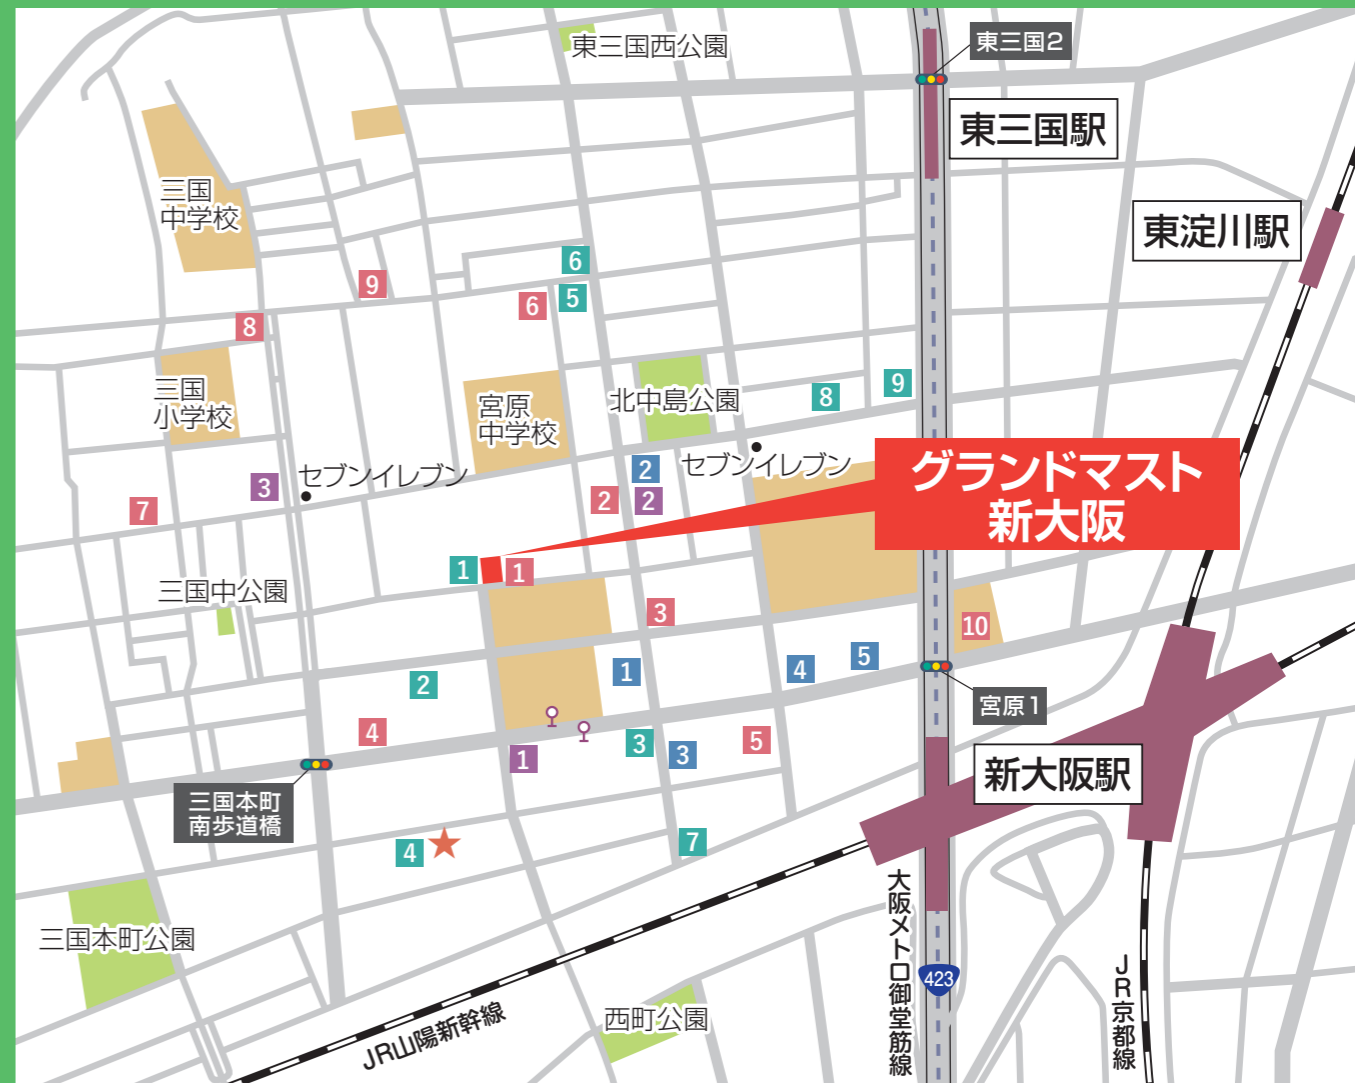 東三国西公園
東三国2
東三国駅
三国
中学校
東淀川駅
6
9
5
6
8
三国
小学校
宮原
中学校
北中島公園
8
9
セブンイレブン
セブンイレブン
グランドマスト
新大阪
2
3
2
2
7
1
1
三国中公園
3
10
1
4
5
2
宮原1
4
1
3
3
5
新大阪駅
三国本町
南歩道橋
4
7
大阪メトロ御堂筋線
三国本町公園
423
JR京都線
西町公園
JR山陽新幹線